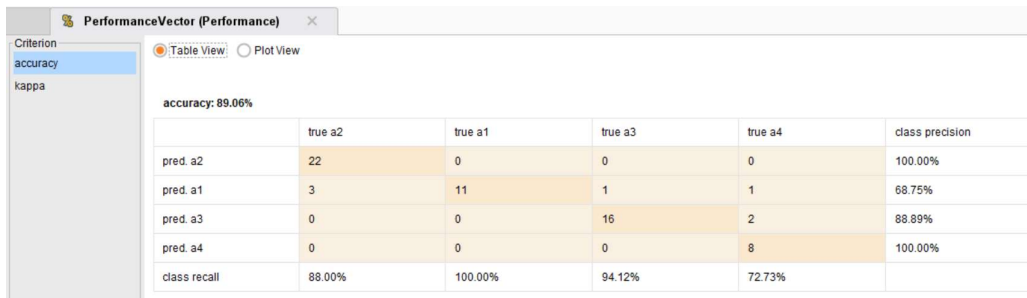 PerformanceVector (Performance)
Criterion
accuracy
kappa
Table View Plot View
accuracy: 89.06%
true a2 true a1 true a3 true a4 class precision
pred. a2 22 0 0 0 100.00%
pred. a1 3 11 1 1 68.75%
pred. a3 0 0 16 2 88.89%
pred. a4 0 0 0 8 100.00%
class recall 88.00% 100.00% 94.12% 72.73%